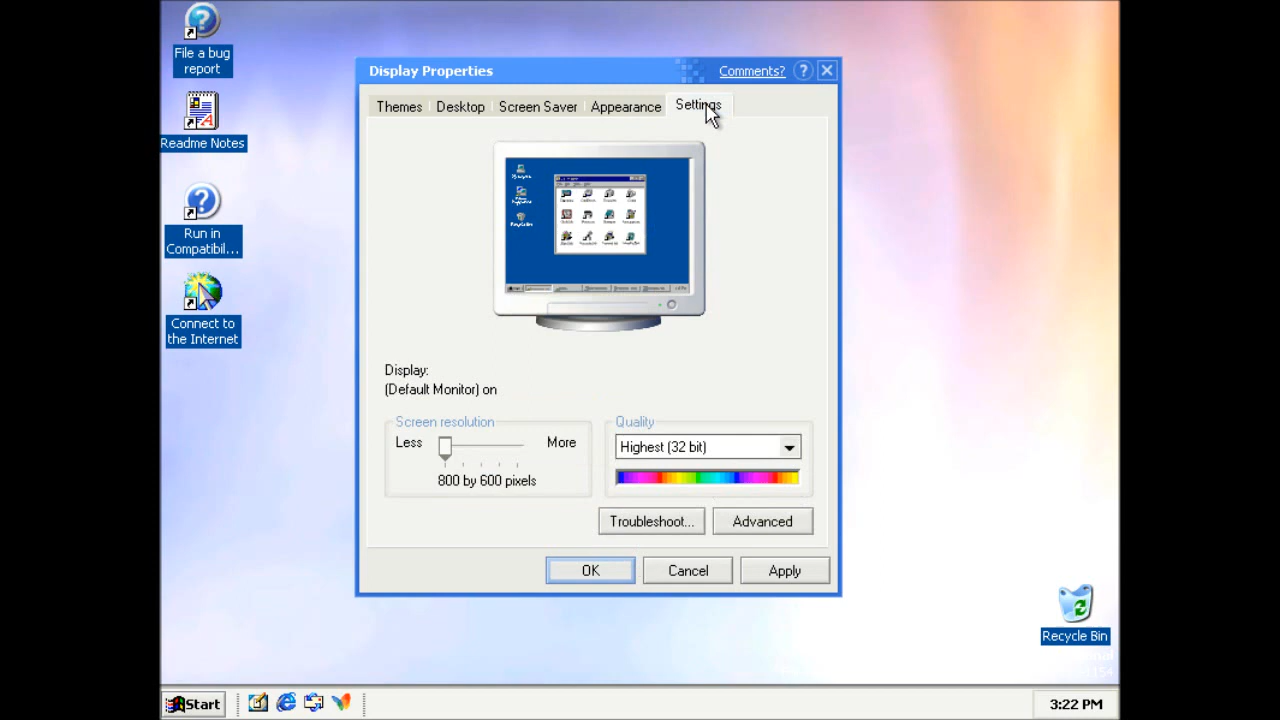 File a bug
report
Readme Notes
Run in
Compatibil...
Connect to
the Internet
Display Properties
Comments?
?
Themes
Desktop
Screen Saver
Appearance
Settings
Display:
(Default Monitor) on
Screen resolution
Less
More
800 by 600 pixels
Quality
Highest (32 bit)
Troubleshoot...
Advanced
OK
Cancel
Apply
Recycle Bin
Start
3:22 PM